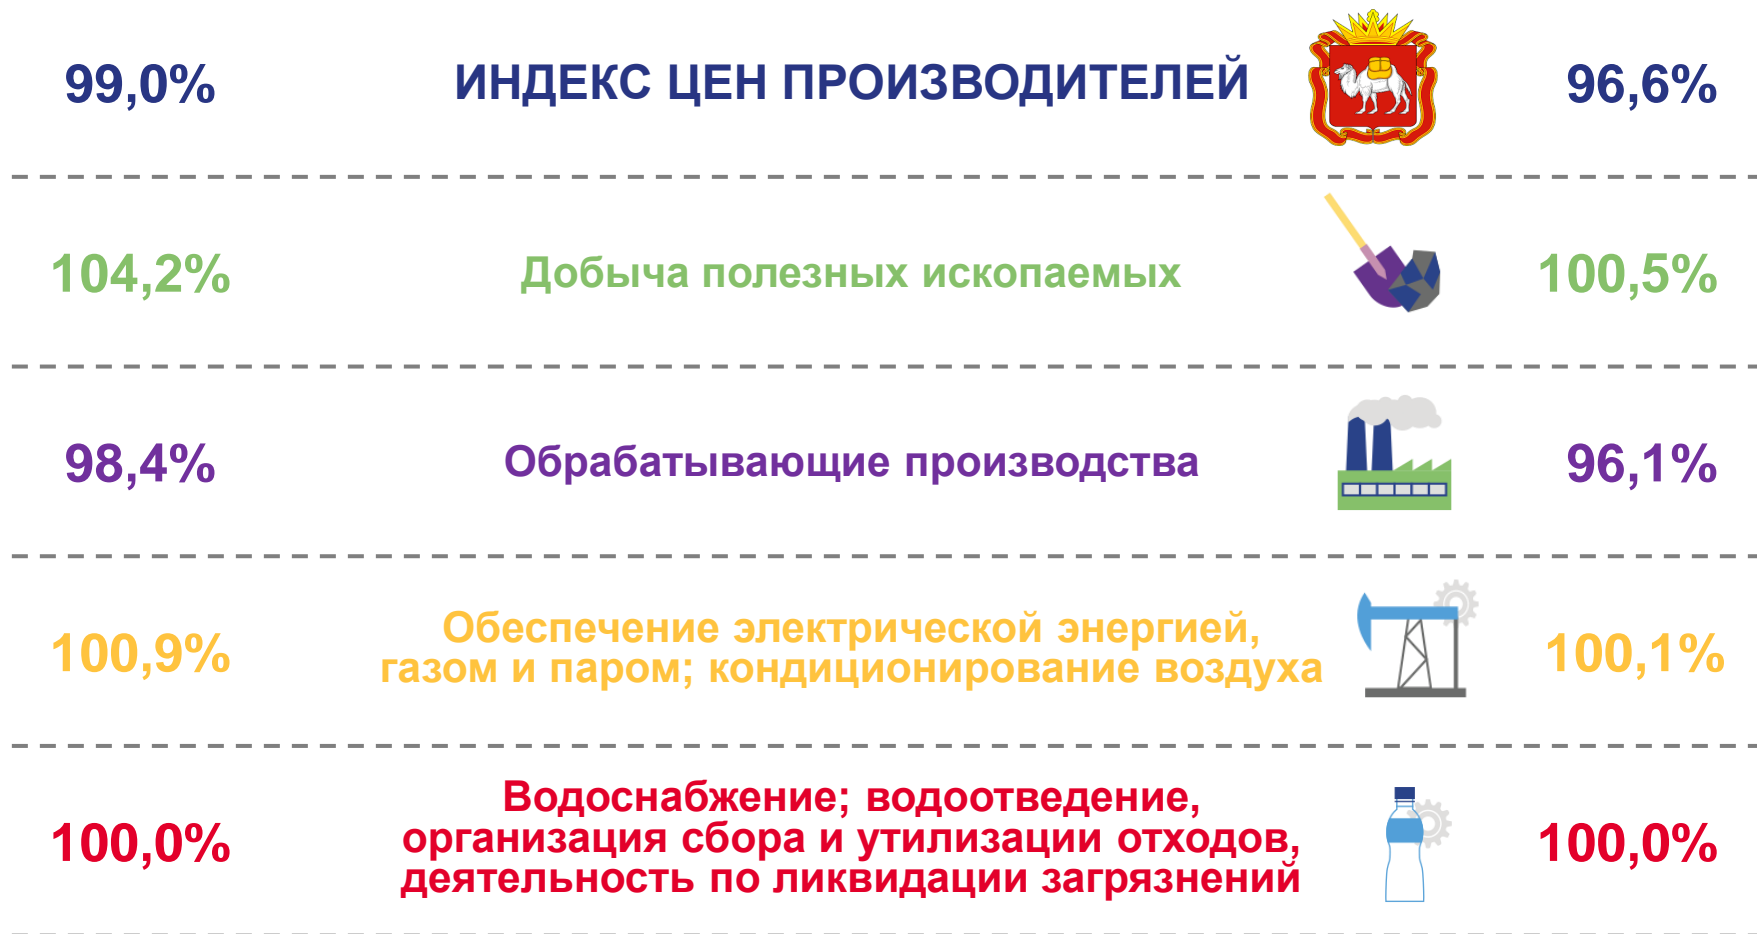 99,0% ИНДЕКС ЦЕН ПРОИЗВОДИТЕЛЕЙ 96,6%
104,2% Добыча полезных ископаемых 100,5%
98,4% Обрабатывающие производства 96,1%
100,9% Обеспечение электрической энергией, 100,1%
газом и паром; кондиционирование воздуха
Водоснабжение; водоотведение,
100,0% организация сбора и утилизации отходов, 100,0%
деятельность по ликвидации загрязнений